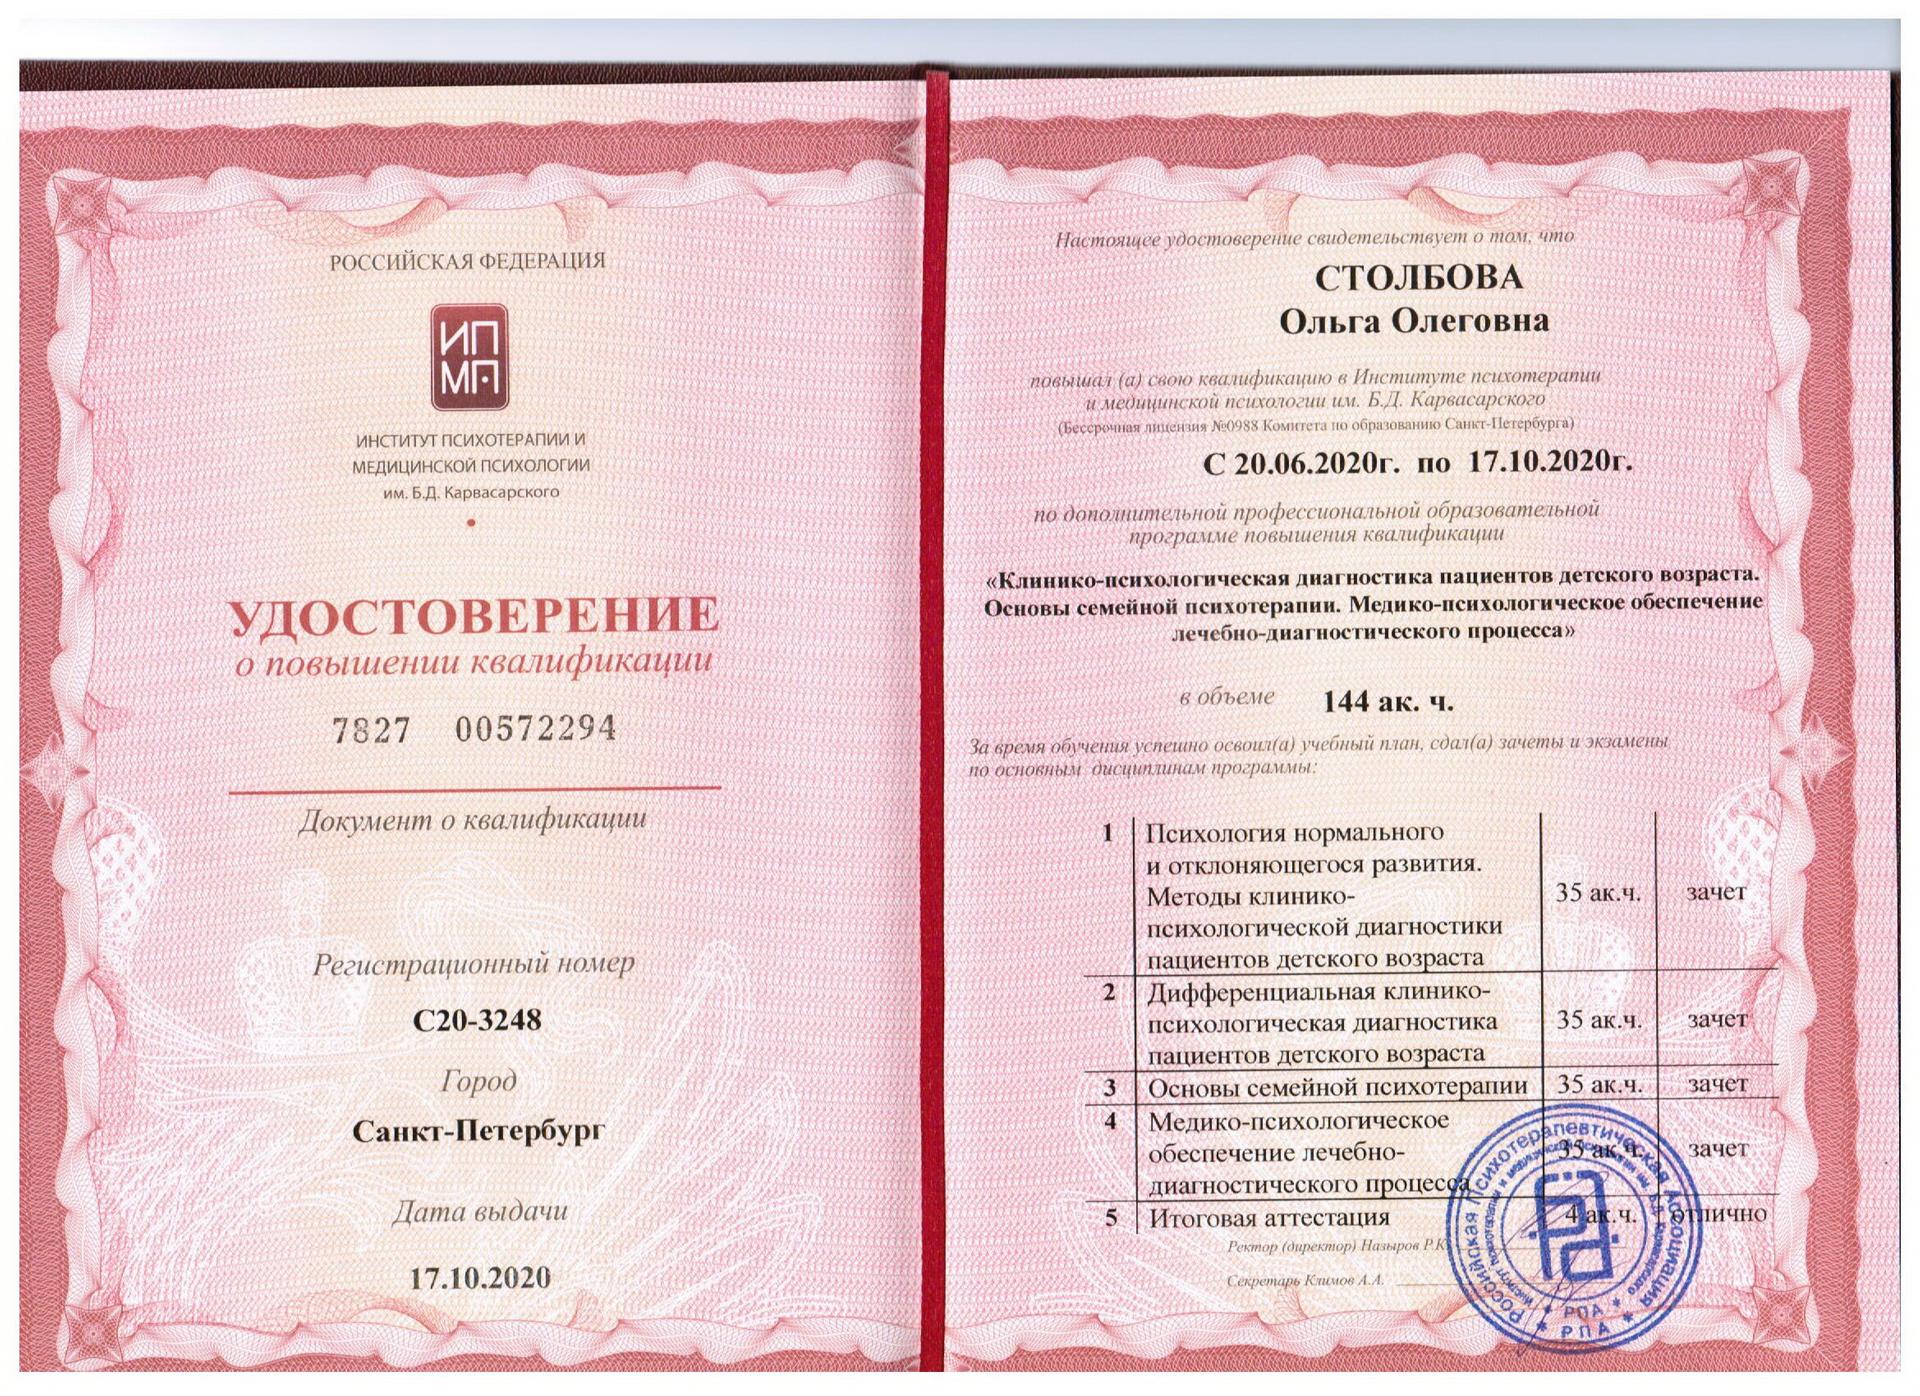 РОССИЙСКАЯ ФЕДЕРАЦИЯ
ИП
МП
ИНСТИТУТ ПСИХОТЕРАПИИ И
МЕДИЦИНСКОЙ ПСИХОЛОГИИ
им. Б.Д. Карвасарского
УДОСТОВЕРЕНИЕ
о повышении квалификации
7827 00572294
Документ о квалификации
Регистрационный номер
С20-3248
Город
Санкт-Петербург
Дата выдачи
17.10.2020
Настоящее удостоверение свидетельствует о том, что
СТОЛБОВА
Ольга Олеговна
повышал (а) свою квалификацию в Институте психотерапии
и медицинской психологии им. Б.Д. Карвасарского
(Бессрочная лицензия №0988 Комитета по образованию Санкт-Петербурга)
С 20.06.2020г. по 17.10.2020г.
по дополнительной профессиональной образовательной
программе повышения квалификации
«Клинико-психологическая диагностика пациентов детского возраста.
Основы семейной психотерапии. Медико-психологическое обеспечение
лечебно-диагностического процесса»
в объеме 144 ак. ч.
За время обучения успешно освоил(а) учебный план, сдал(а) зачеты и экзамены
по основным дисциплинам программы:
1 Психология нормального
и отклоняющегося развития.
Методы клинико- 35 ак.ч. зачет
психологической диагностики
пациентов детского возраста
2 Дифференциальная клинико-
психологическая диагностика 35 ак.ч. зачет
пациентов детского возраста
3 Основы семейной психотерапии 35 ак.ч. зачет
4 Медико-психологическое
обеспечение лечебно- 35 ак.ч. зачет
диагностического процесса
5 Итоговая аттестация 4 ак.ч. отлично
Ректор (директор) Назыров Р.К.
Секретарь Климов А.А.
Российская Психотерапевтическая Ассоциация
* РПА *
* РПА *